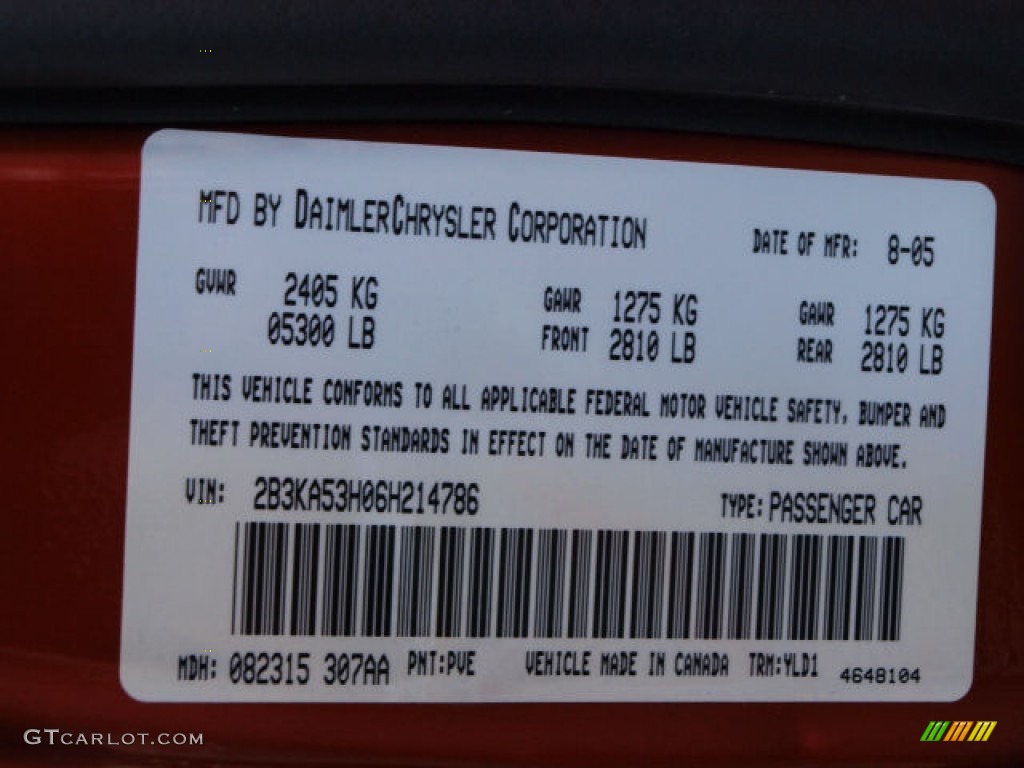 MFD BY DAIMLERCHRYSLER CORPORATION DATE OF MFR: 8-05
GVWR 2405 KG GAWR 1275 KG GAWR 1275 KG
05300 LB FRONT 2810 LB REAR 2810 LB
THIS VEHICLE CONFORMS TO ALL APPLICABLE FEDERAL MOTOR VEHICLE SAFETY, BUMPER AND
THEFT PREVENTION STANDARDS IN EFFECT ON THE DATE OF MANUFACTURE SHOWN ABOVE.
VIN: 2B3KA53H06H214786 TYPE: PASSENGER CAR
MDH: 082315 307AA PNT:PVE VEHICLE MADE IN CANADA TRM:YLD1 4648104
GTCARLOT.COM